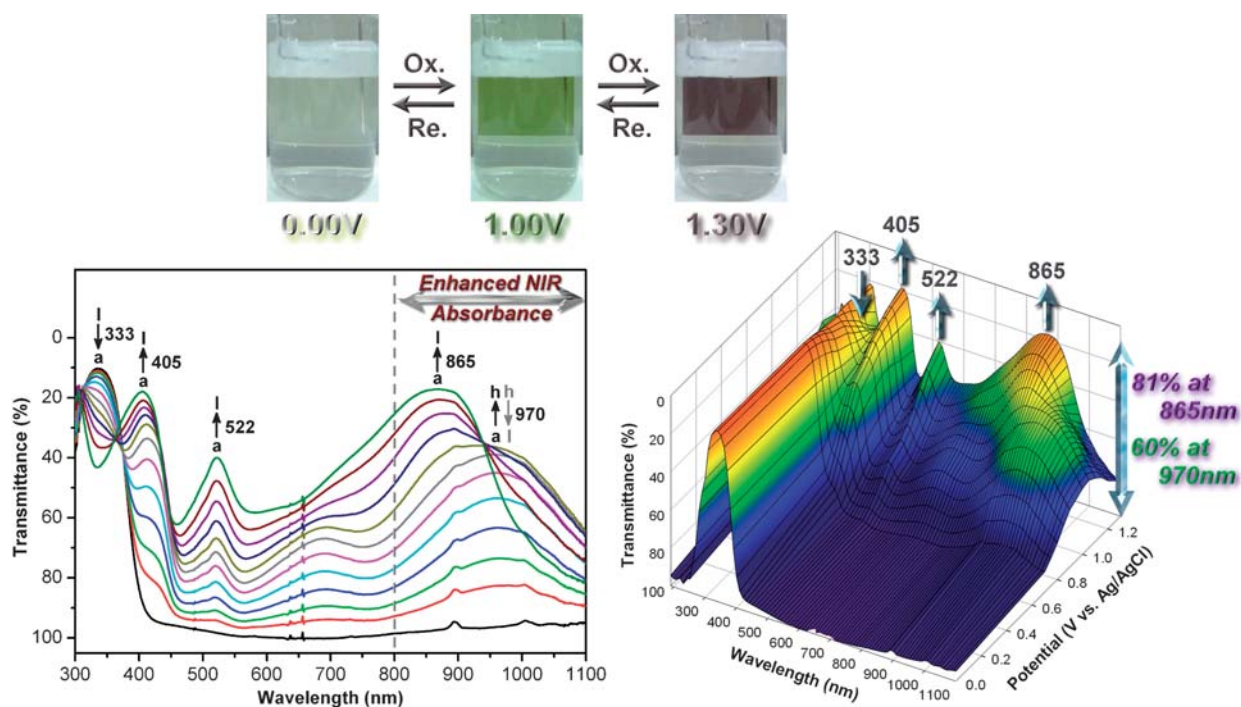 Ox.
Re.
Ox.
Re.
0.00V
1.00V
1.30V
Enhanced NIR
Absorbance
l
333
a
l
405
a
l
522
a
l
865
a
h h
970
a
0
20
40
60
80
100
Transmittance (%)
300 400 500 600 700 800 900 1000 1100
Wavelength (nm)
333
405
522
865
81% at
865nm
60% at
970nm
0
20
40
60
80
100
Transmittance (%)
300 400 500 600 700 800 900 1000 1100
Wavelength (nm)
0.0 0.2 0.4 0.6 0.8 1.0 1.2
Potential (V vs. Ag/AgCl)